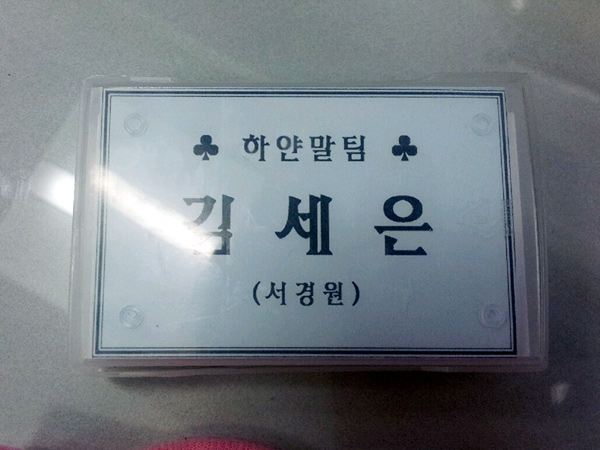 ♣ 하얀말팀 ♣
김세은
(서경원)